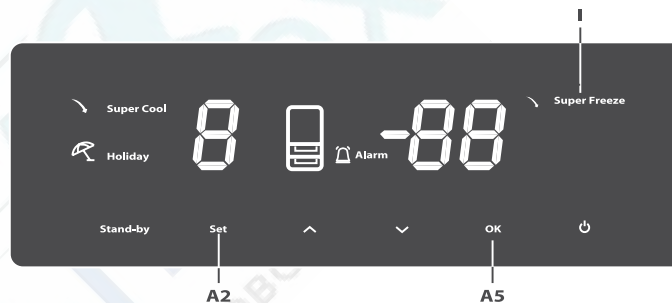 I
Super Cool
Super Freeze
8
-88
Holiday
Alarm
Stand-by
Set
OK
A2
A5